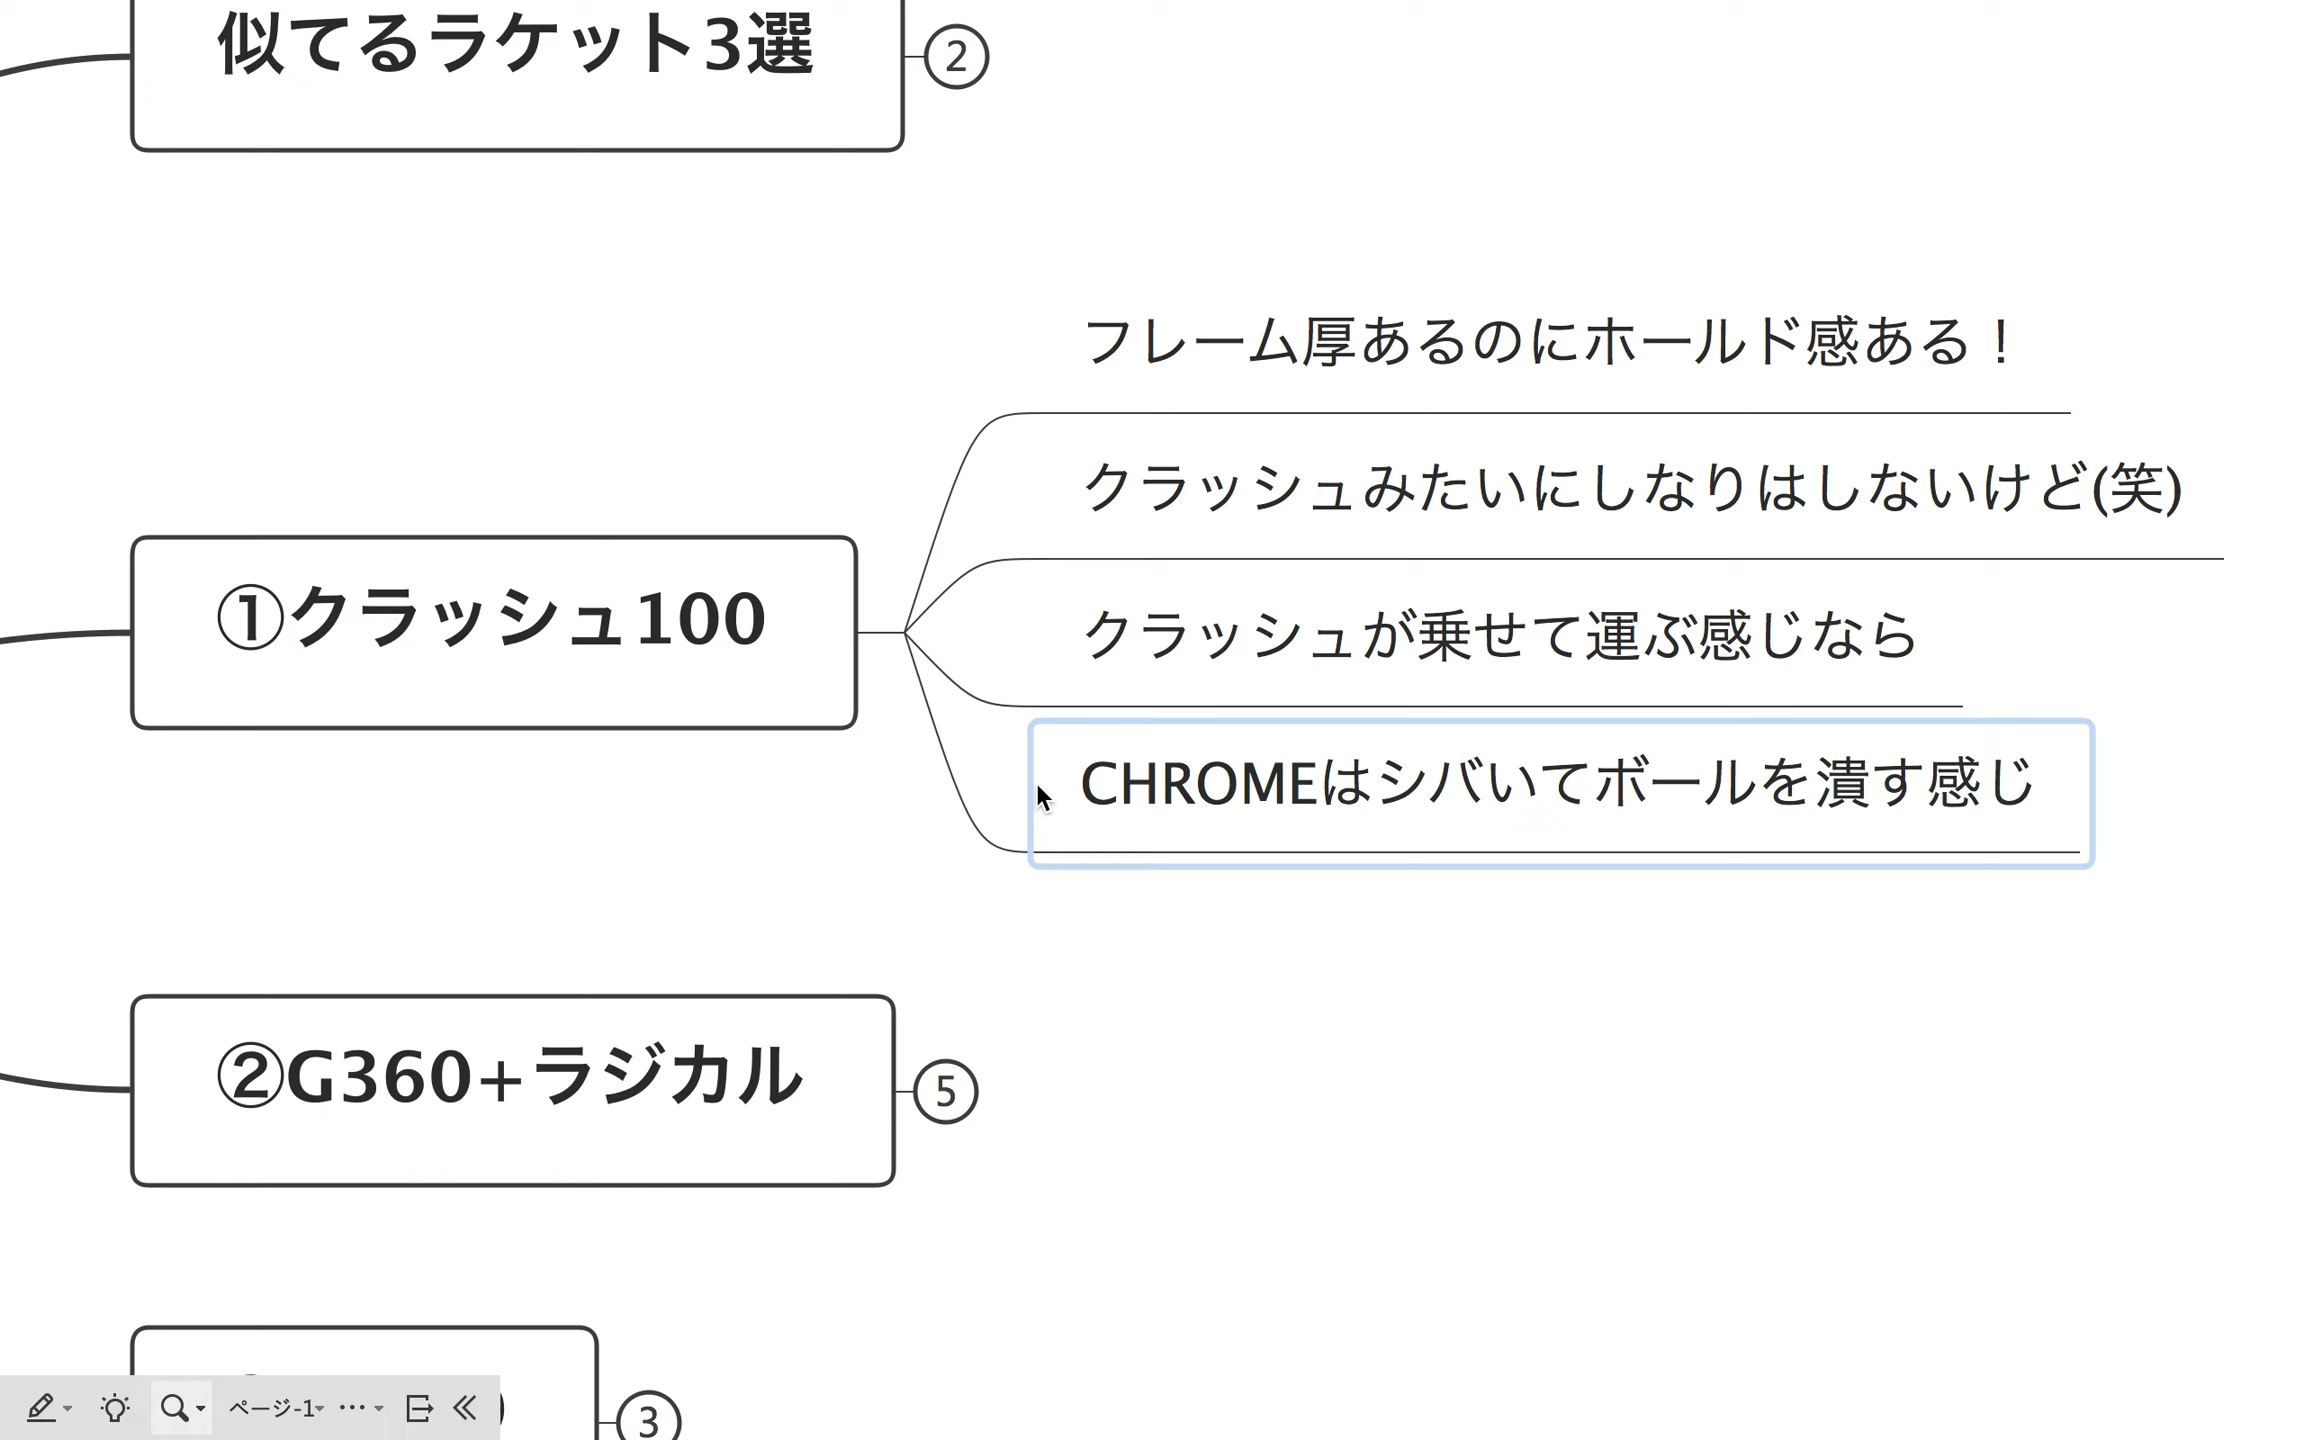 似てるラケット3選
2
フレーム厚あるのにホールド感ある！
クラッシュみたいにしなりはしないけど(笑)
①クラッシュ100
クラッシュが乗せて運ぶ感じなら
CHROMEはシバいてボールを潰す感じ
②G360+ラジカル
5
3
ページ-1